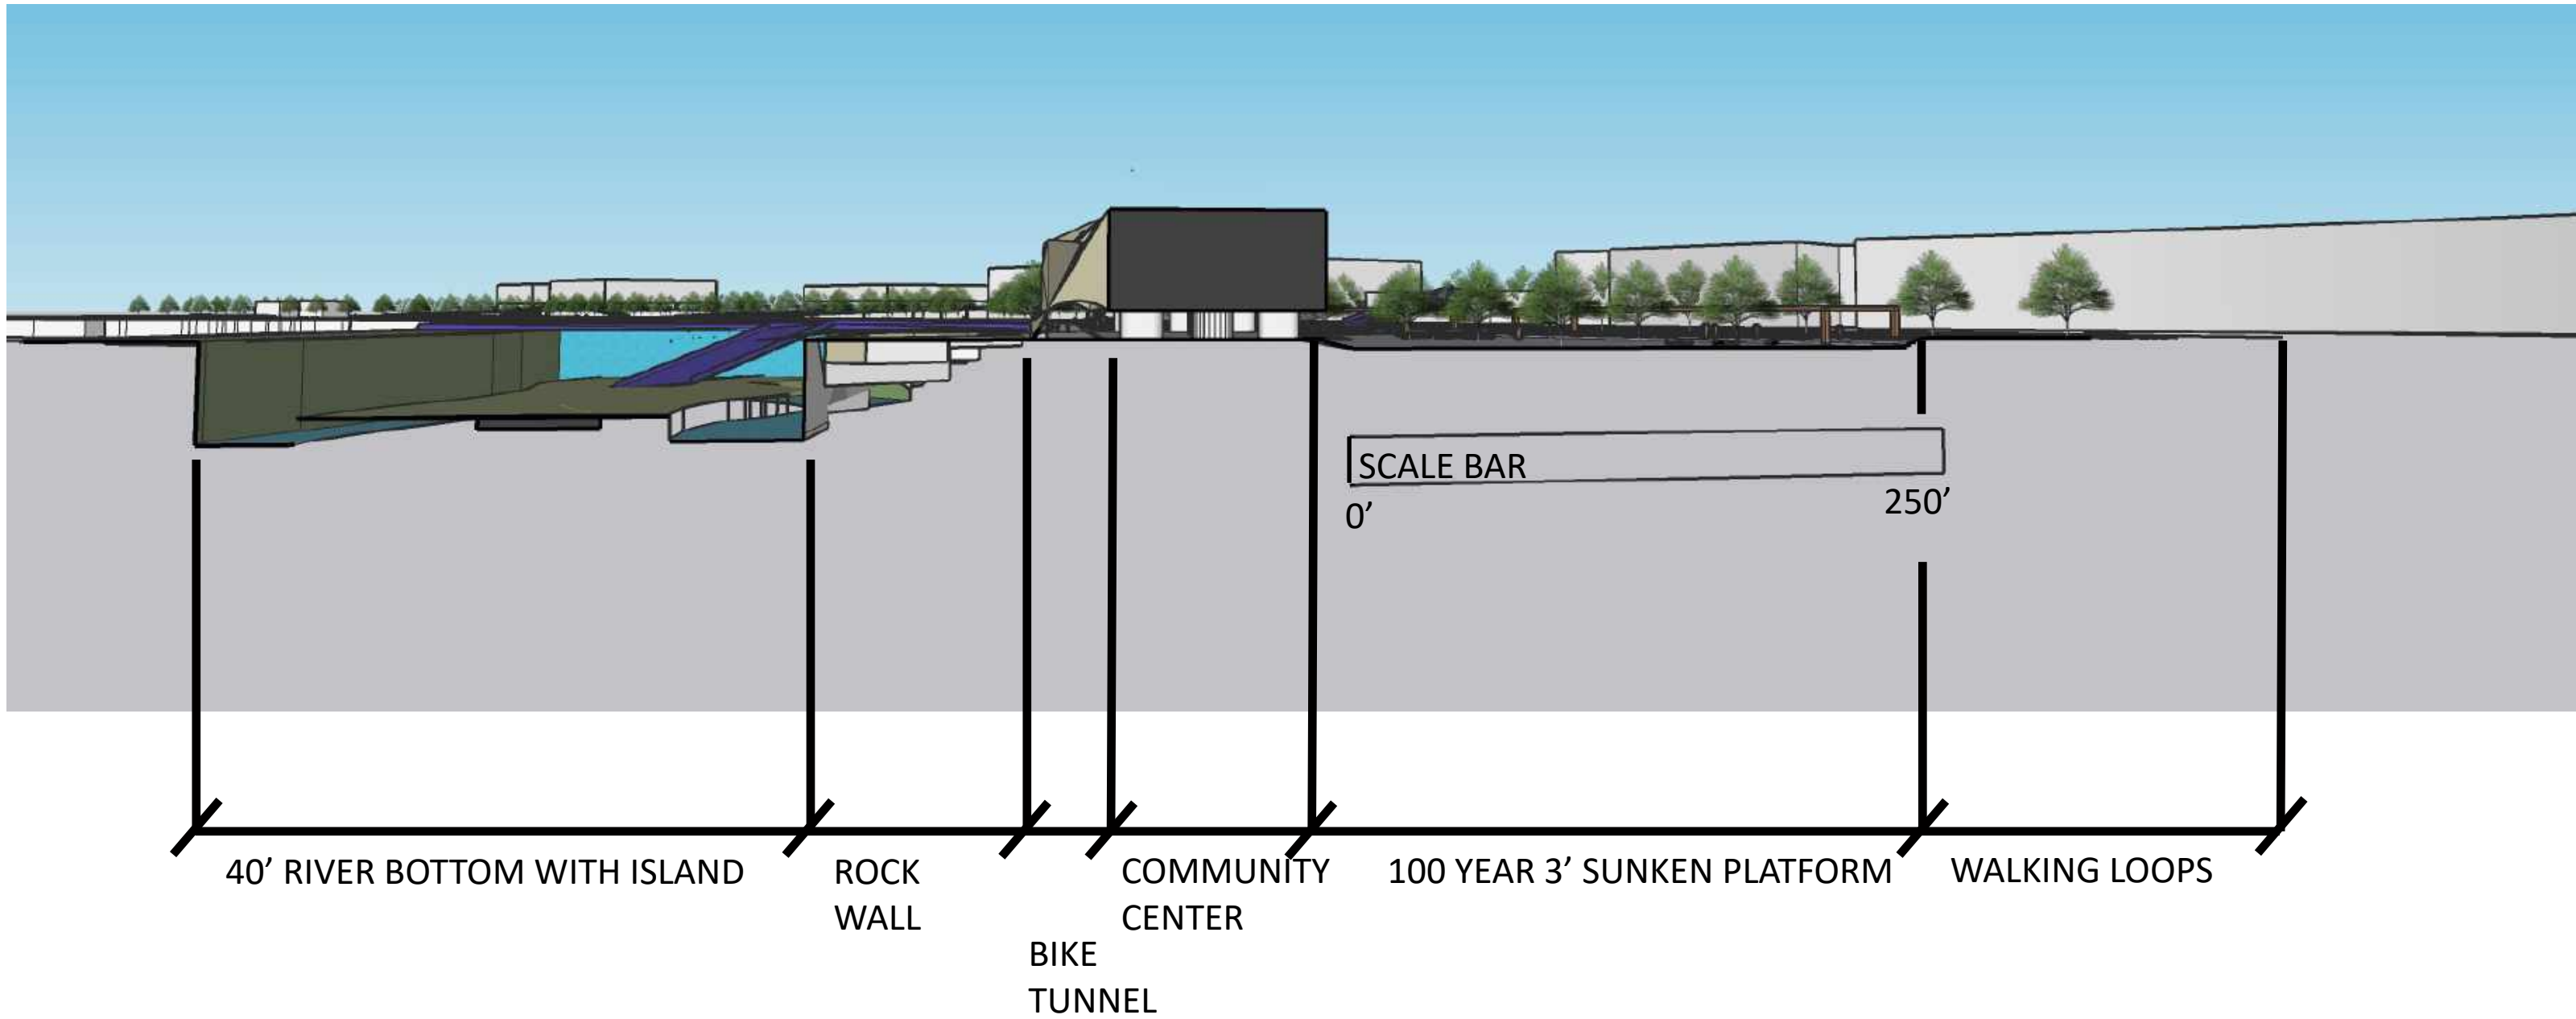 SCALE BAR
0’
250’
40’ RIVER BOTTOM WITH ISLAND
ROCK
WALL
BIKE
TUNNEL
COMMUNITY
CENTER
100 YEAR 3’ SUNKEN PLATFORM
WALKING LOOPS